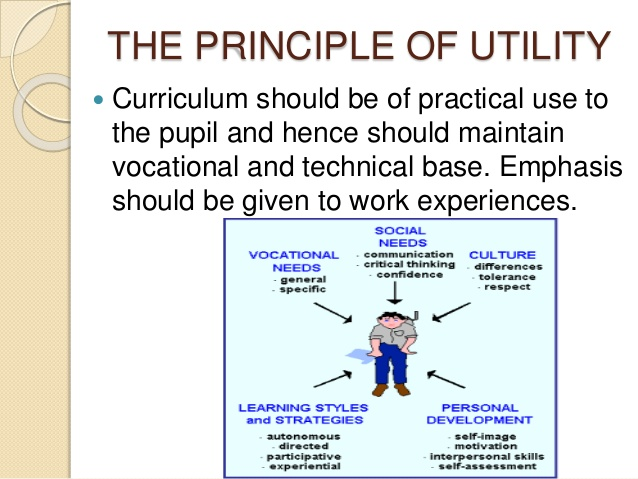 THE PRINCIPLE OF UTILITY
• Curriculum should be of practical use to
the pupil and hence should maintain
vocational and technical base. Emphasis
should be given to work experiences.
SOCIAL
NEEDS
- communication
- critical thinking
- confidence
VOCATIONAL
NEEDS
- general
- specific
CULTURE
- differences
- tolerance
- respect
LEARNING STYLES
and STRATEGIES
- autonomous
- directed
- participative
- experiential
PERSONAL
DEVELOPMENT
- self-image
- motivation
- interpersonal skills
- self-assessment